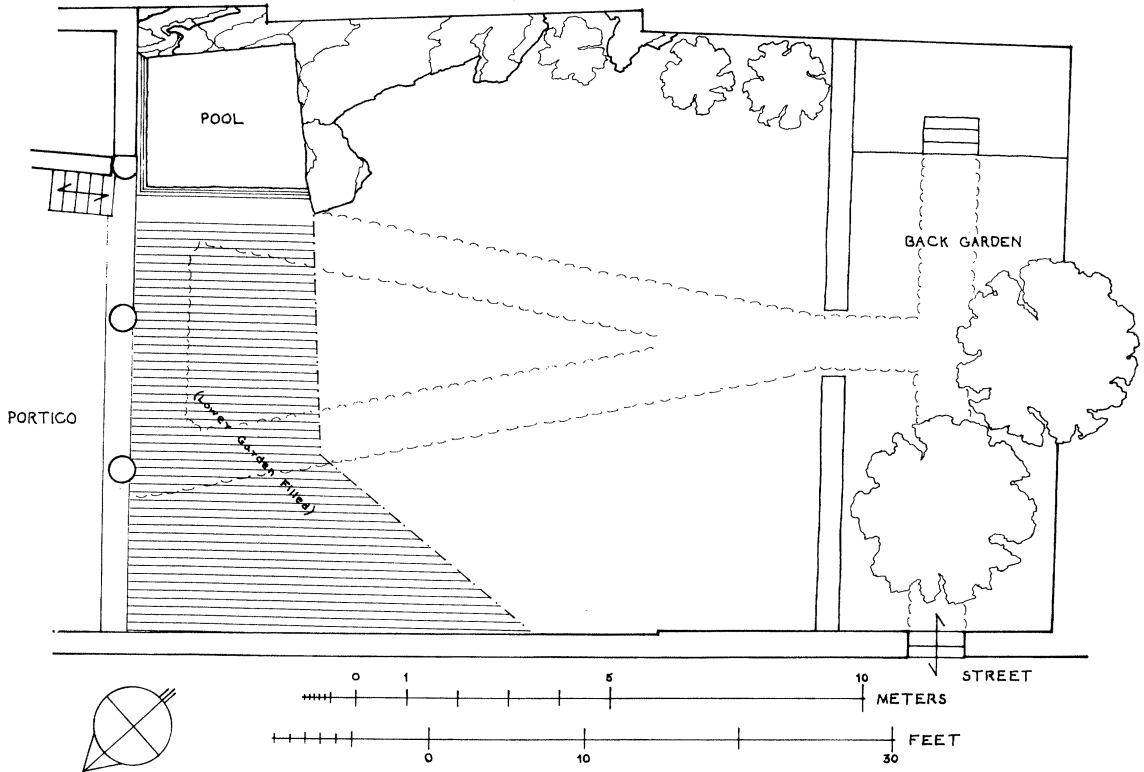 POOL
BACK GARDEN
PORTICO
(Lower Garden Filled)
STREET
0 1 5 10
METERS
FEET
0 10 30